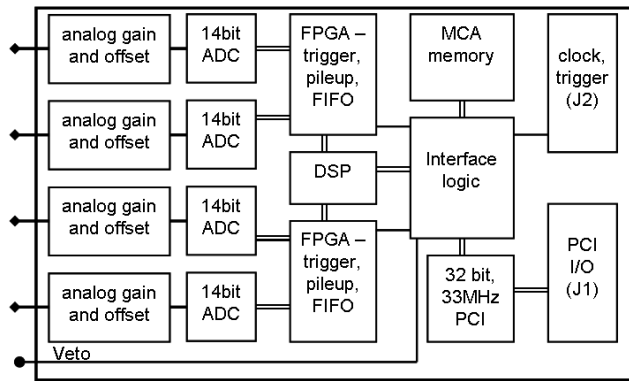 analog gain
and offset
14bit
ADC
FPGA –
trigger,
pileup,
FIFO
MCA
memory
clock,
trigger
(J2)
analog gain
and offset
14bit
ADC
DSP
Interface
logic
analog gain
and offset
14bit
ADC
FPGA –
trigger,
pileup,
FIFO
PCI
I/O
(J1)
analog gain
and offset
14bit
ADC
32 bit,
33MHz
PCI
Veto